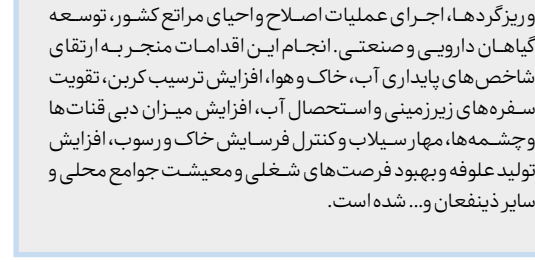 و ریزگردها، اجرای عملیات اصلاح و احیای مراتع کشور، توسعه
گیاهان دارویی و صنعتی. انجام این اقدامات منجر به ارتقای
شاخص‌های پایداری آب، خاک و هوا، افزایش ترسیب کربن، تقویت
سفره‌های زیرزمینی و استحصال آب، افزایش میزان دبی قنات‌ها
و چشمه‌ها، مهار سیلاب و کنترل فرسایش خاک و رسوب، افزایش
تولید علوفه و بهبود فرصت‌های شغلی و معیشت جوامع محلی و
سایر ذینفعان و... شده است.